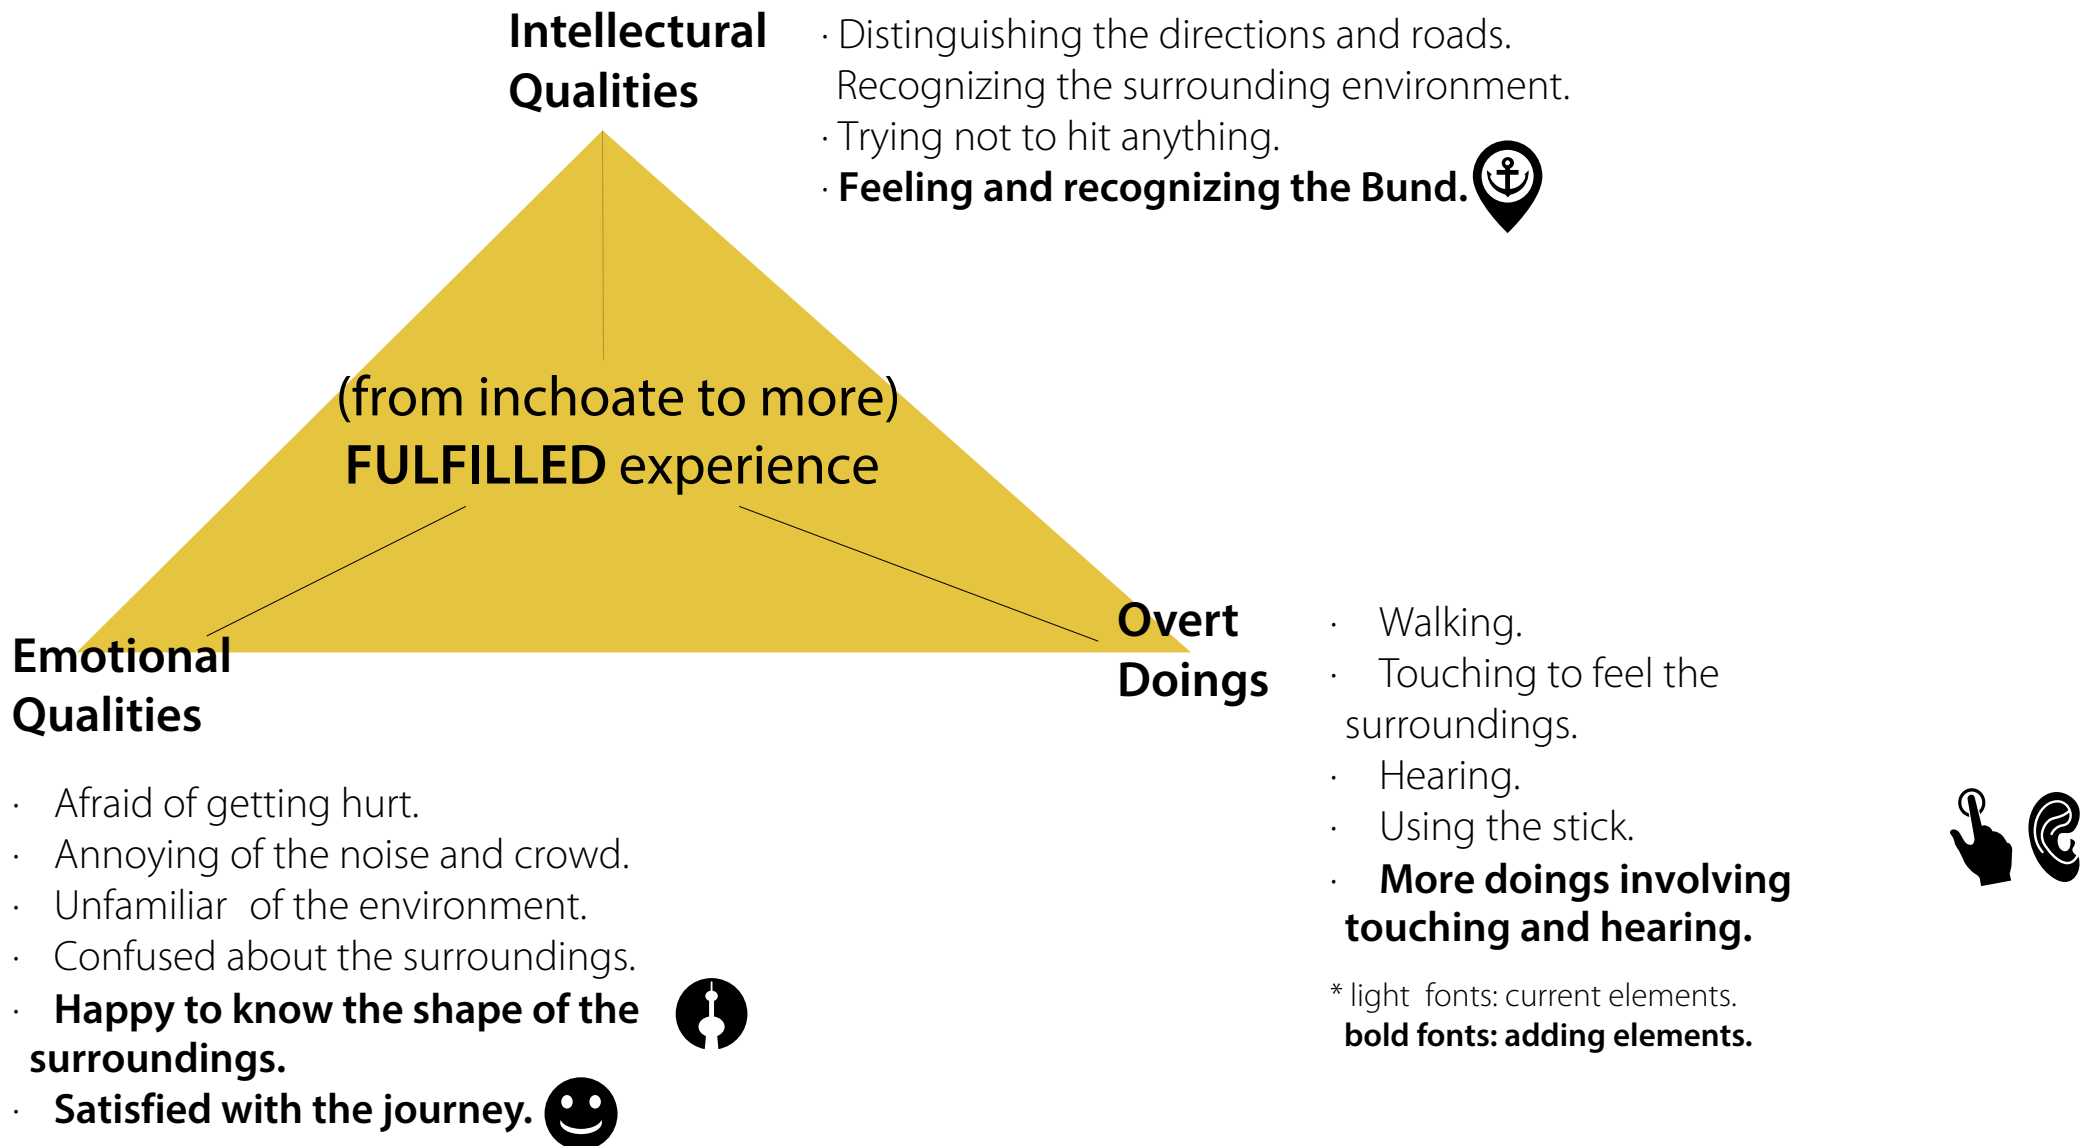 Intellectural
Qualities
· Distinguishing the directions and roads.
Recognizing the surrounding environment.
· Trying not to hit anything.
· Feeling and recognizing the Bund.
(from inchoate to more)
FULFILLED experience
Emotional
Qualities
· Afraid of getting hurt.
· Annoying of the noise and crowd.
· Unfamiliar of the environment.
· Confused about the surroundings.
· Happy to know the shape of the
surroundings.
· Satisfied with the journey.
Overt
Doings
· Walking.
· Touching to feel the
surroundings.
· Hearing.
· Using the stick.
· More doings involving
touching and hearing.
* light fonts: current elements.
bold fonts: adding elements.